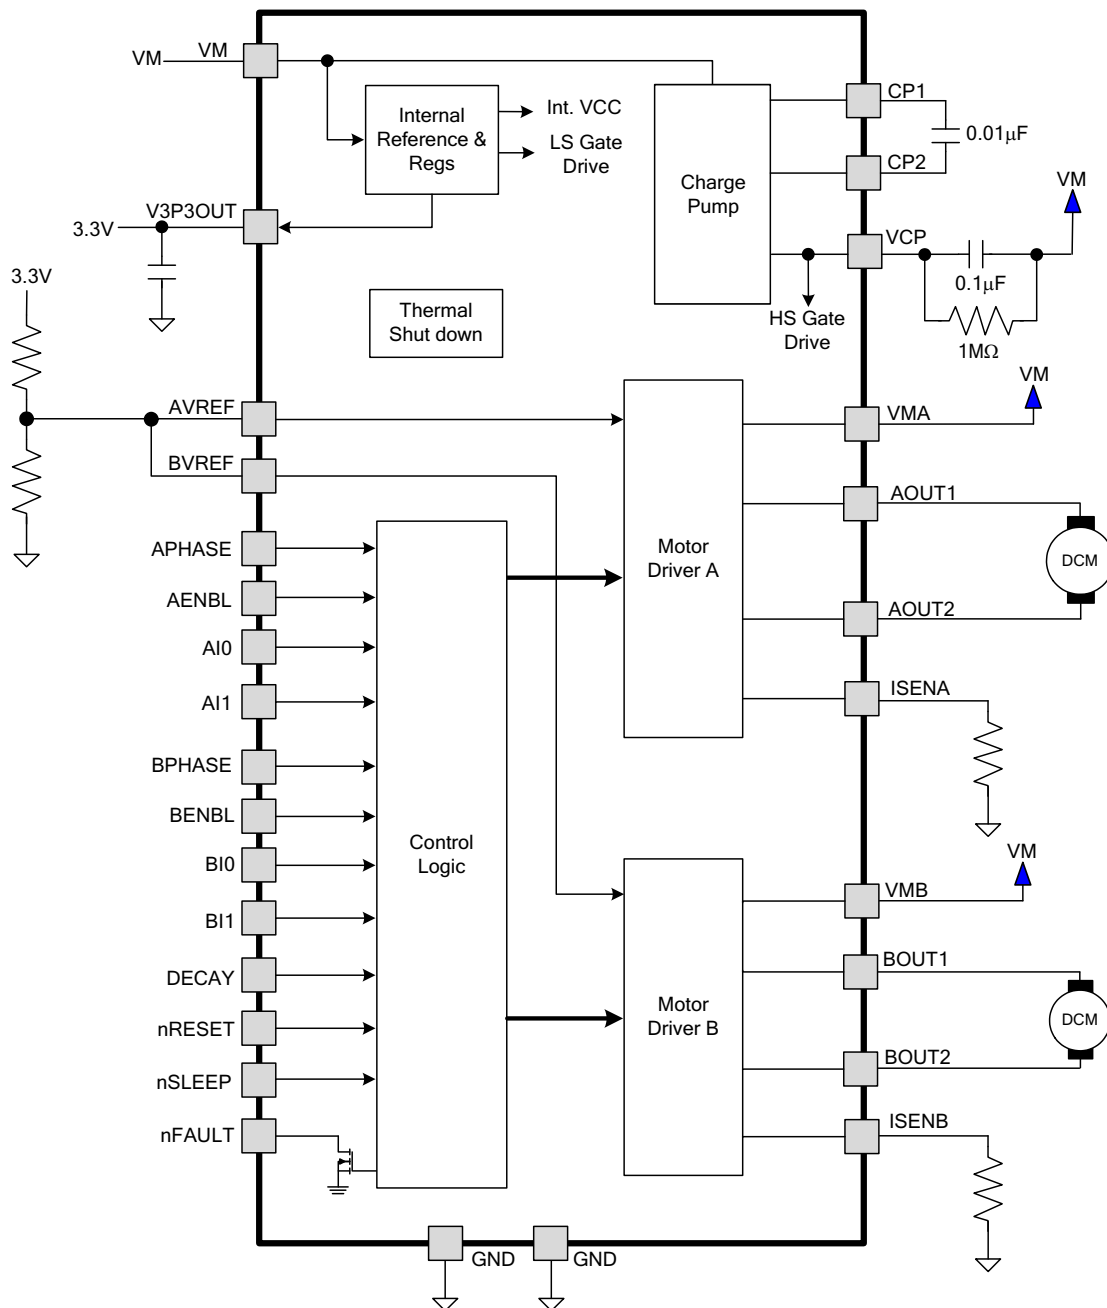 VM
VM
Internal
Reference &
Regs
Int. VCC
LS Gate
Drive
V3P3OUT
3.3V
3.3V
Thermal
Shut down
Charge
Pump
CP1
0.01µF
CP2
VM
VCP
0.1µF
1MΩ
HS Gate
Drive
AVREF
BVREF
APHASE
AENBL
AI0
AI1
BPHASE
BENBL
BI0
BI1
DECAY
nRESET
nSLEEP
nFAULT
Control
Logic
Motor
Driver A
VM
VMA
AOUT1
DCM
AOUT2
ISENA
Motor
Driver B
VM
VMB
BOUT1
DCM
BOUT2
ISENB
GND
GND